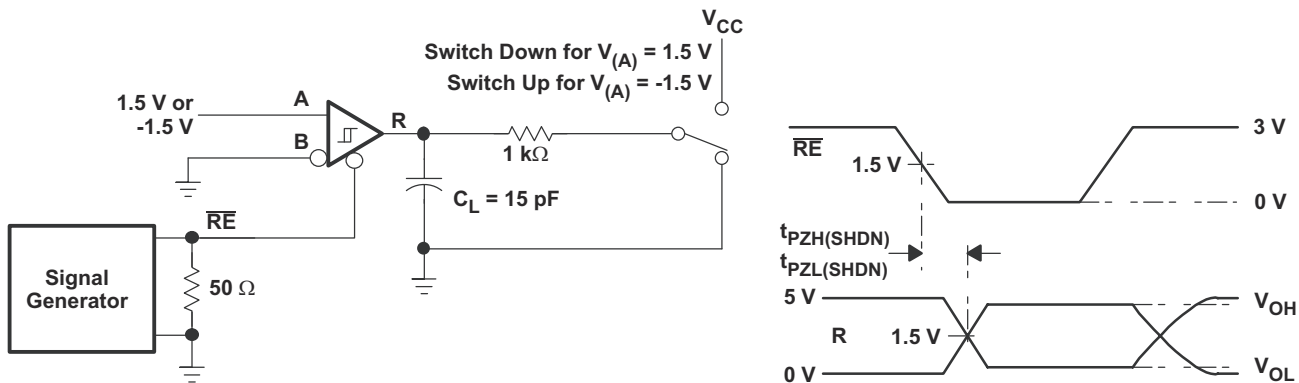 V_CC
Switch Down for V_(A) = 1.5 V
Switch Up for V_(A) = -1.5 V
1.5 V or
-1.5 V
A
B
R
1 kΩ
C_L = 15 pF
R̅E̅
Signal
Generator
50 Ω
R̅E̅
3 V
1.5 V
0 V
t_PZH(SHDN)
t_PZL(SHDN)
5 V
V_OH
R
1.5 V
0 V
V_OL